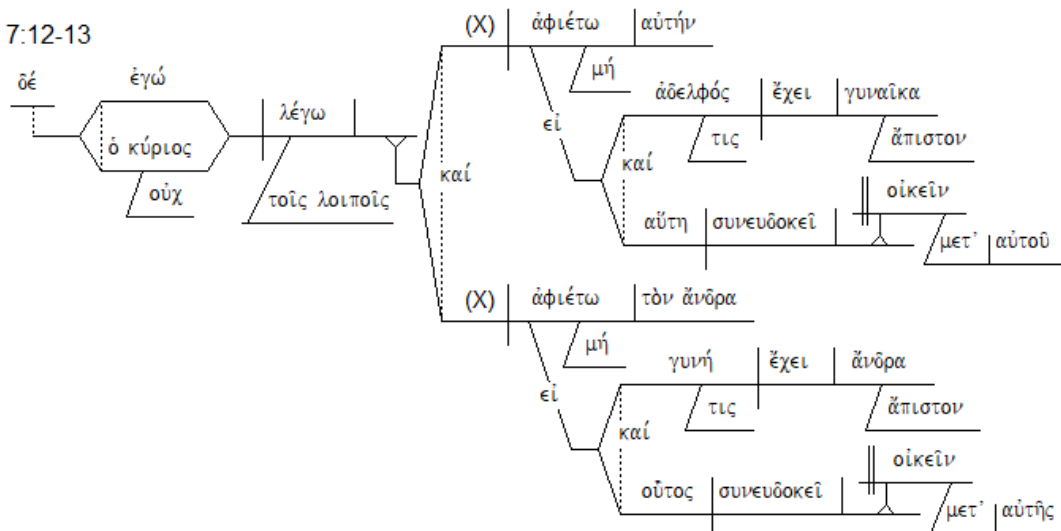 7:12-13
δέ
ἐγώ
ὁ κύριος
οὐχ
λέγω
τοῖς λοιποῖς
καί
(X) ἀφιέτω αὐτήν
μή
εἰ
ἀδελφός ἔχει γυναῖκα
τις ἄπιστον
καί
αὕτη συνευδοκεῖ
οἰκεῖν
μετ' αὐτοῦ
(X) ἀφιέτω τὸν ἄνδρα
μή
εἰ
γυνή ἔχει ἄνδρα
τις ἄπιστον
καί
οὗτος συνευδοκεῖ
οἰκεῖν
μετ' αὐτῆς